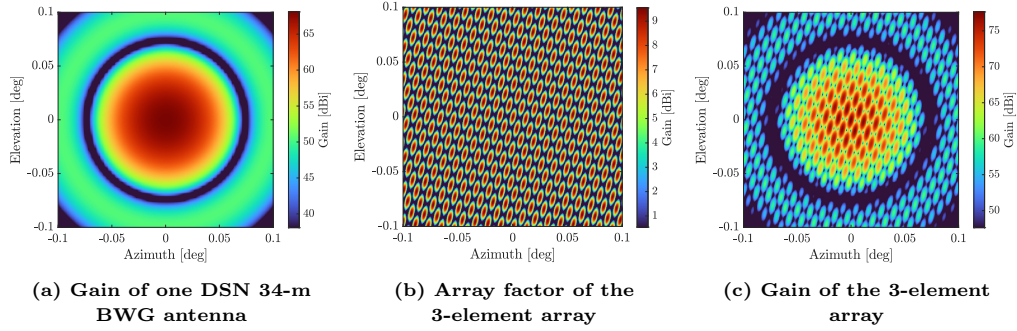 0.1
0.05
0
-0.05
-0.1
Elevation [deg]
-0.1 -0.05 0 0.05 0.1
Azimuth [deg]
65
60
55
50
45
40
Gain [dBi]
(a) Gain of one DSN 34-m
BWG antenna
0.1
0.05
0
-0.05
-0.1
Elevation [deg]
-0.1 -0.05 0 0.05 0.1
Azimuth [deg]
9
8
7
6
5
4
3
2
1
Gain [dBi]
(b) Array factor of the
3-element array
0.1
0.05
0
-0.05
-0.1
Elevation [deg]
-0.1 -0.05 0 0.05 0.1
Azimuth [deg]
75
70
65
60
55
50
Gain [dBi]
(c) Gain of the 3-element
array